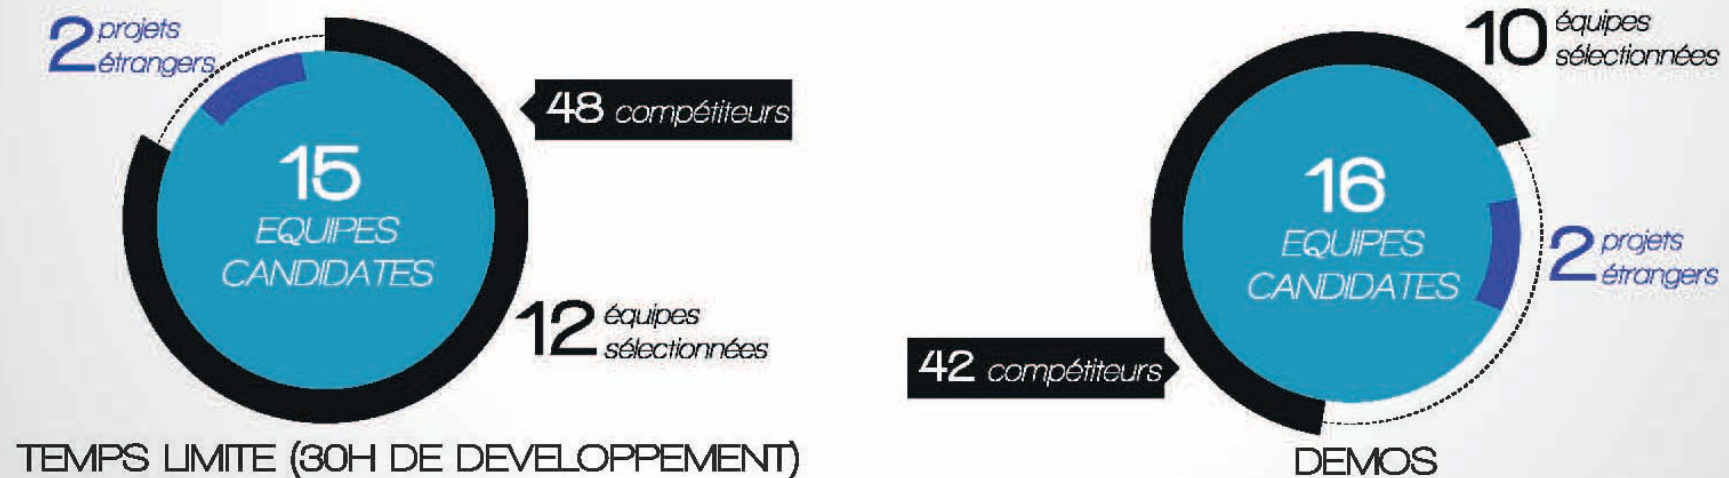 2 projets
étrangers
48 compétiteurs
15
EQUIPES
CANDIDATES
12 équipes
sélectionnées
TEMPS LIMITE (30H DE DEVELOPPEMENT)
10 équipes
sélectionnées
16
EQUIPES
CANDIDATES
2 projets
étrangers
42 compétiteurs
DEMOS